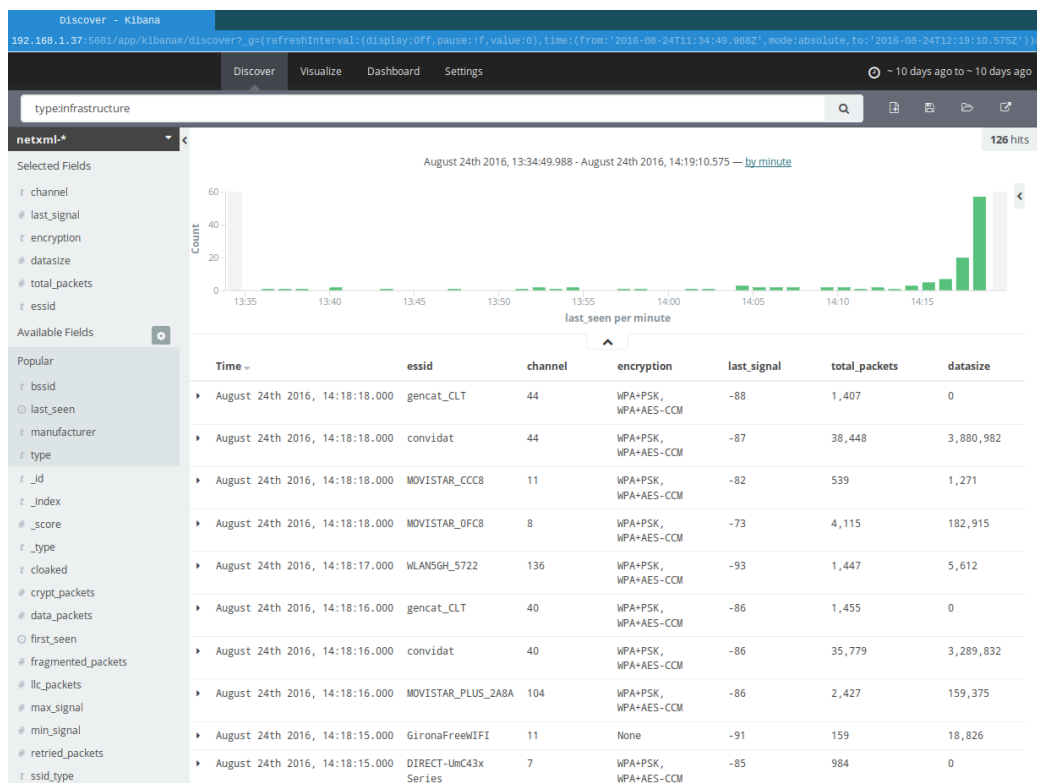 Discover - Kibana
192.168.1.37:5601/app/kibana#/discover?_g=(refreshInterval:(display:Off,pause:!f,value:0),time:(from:'2016-08-24T11:34:49.988Z',mode:absolute,to:'2016-08-24T12:19:10.575Z'))
Discover Visualize Dashboard Settings ~ 10 days ago to ~ 10 days ago
type:infrastructure
netxml-* 126 hits
Selected Fields
t channel
# last_signal
t encryption
# datasize
# total_packets
t essid
Available Fields
Popular
t bssid
last_seen
t manufacturer
t type
t _id
t _index
# _score
t _type
t cloaked
# crypt_packets
# data_packets
first_seen
# fragmented_packets
# llc_packets
# max_signal
# min_signal
# retried_packets
t ssid_type
August 24th 2016, 13:34:49.988 - August 24th 2016, 14:19:10.575 — by minute
Count
60
40
20
0
13:35 13:40 13:45 13:50 13:55 14:00 14:05 14:10 14:15
last_seen per minute
Time essid channel encryption last_signal total_packets datasize
August 24th 2016, 14:18:18.000 gencat_CLT 44 WPA+PSK, -88 1,407 0
WPA+AES-CCM
August 24th 2016, 14:18:18.000 convidat 44 WPA+PSK, -87 38,448 3,880,982
WPA+AES-CCM
August 24th 2016, 14:18:18.000 MOVISTAR_CCC8 11 WPA+PSK, -82 539 1,271
WPA+AES-CCM
August 24th 2016, 14:18:18.000 MOVISTAR_0FC8 8 WPA+PSK, -73 4,115 182,915
WPA+AES-CCM
August 24th 2016, 14:18:17.000 WLAN5GH_5722 136 WPA+PSK, -93 1,447 5,612
WPA+AES-CCM
August 24th 2016, 14:18:16.000 gencat_CLT 40 WPA+PSK, -86 1,455 0
WPA+AES-CCM
August 24th 2016, 14:18:16.000 convidat 40 WPA+PSK, -86 35,779 3,289,832
WPA+AES-CCM
August 24th 2016, 14:18:16.000 MOVISTAR_PLUS_2A8A 104 WPA+PSK, -86 2,427 159,375
WPA+AES-CCM
August 24th 2016, 14:18:15.000 GironaFreeWIFI 11 None -91 159 18,826
August 24th 2016, 14:18:15.000 DIRECT-UmC43x 7 WPA+PSK, -85 984 0
Series WPA+AES-CCM